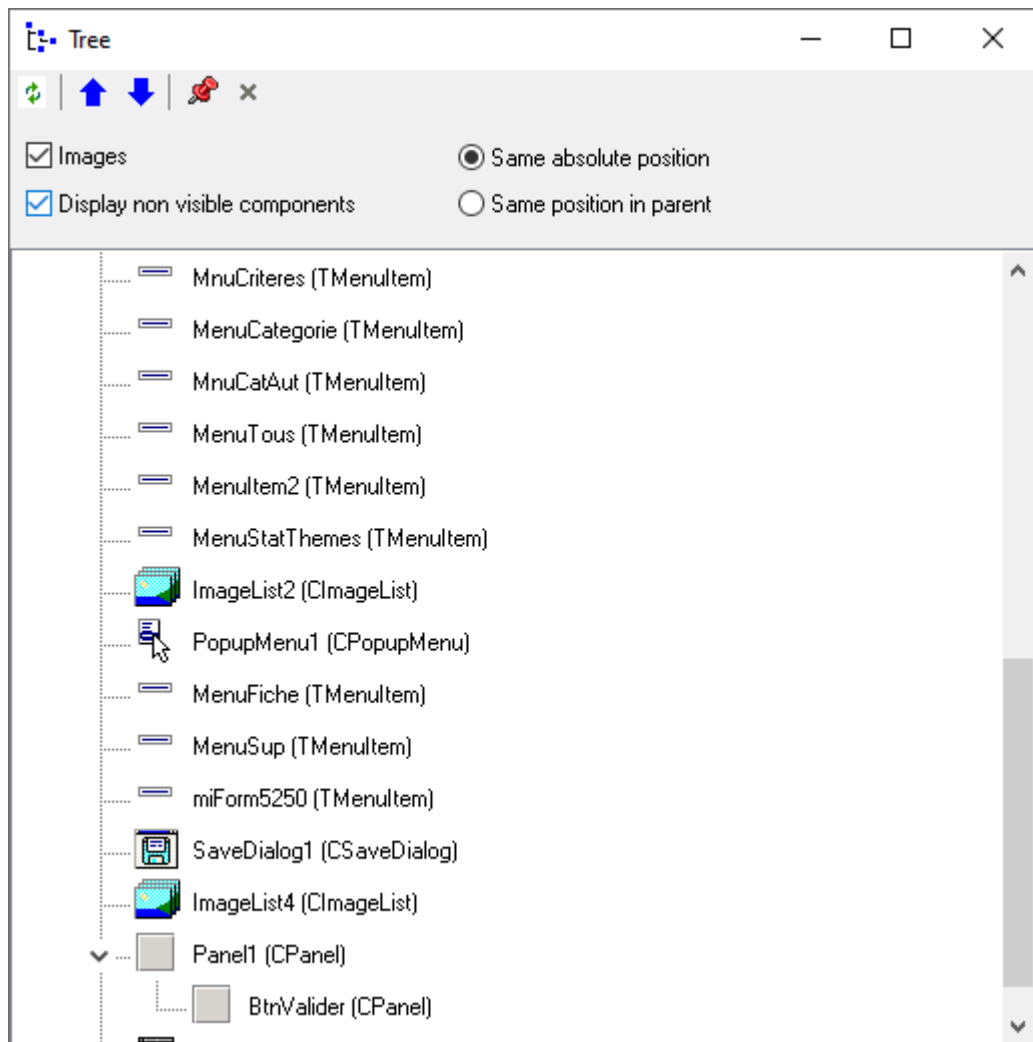 Tree
Images
Same absolute position
Display non visible components
Same position in parent
MnuCriteres (TMenuItem)
MenuCategorie (TMenuItem)
MnuCatAut (TMenuItem)
MenuTous (TMenuItem)
MenuItem2 (TMenuItem)
MenuStatThemes (TMenuItem)
ImageList2 (CImageList)
PopupMenu1 (CPopupMenu)
MenuFiche (TMenuItem)
MenuSup (TMenuItem)
miForm5250 (TMenuItem)
SaveDialog1 (CSaveDialog)
ImageList4 (CImageList)
Panel1 (CPanel)
BtnValider (CPanel)